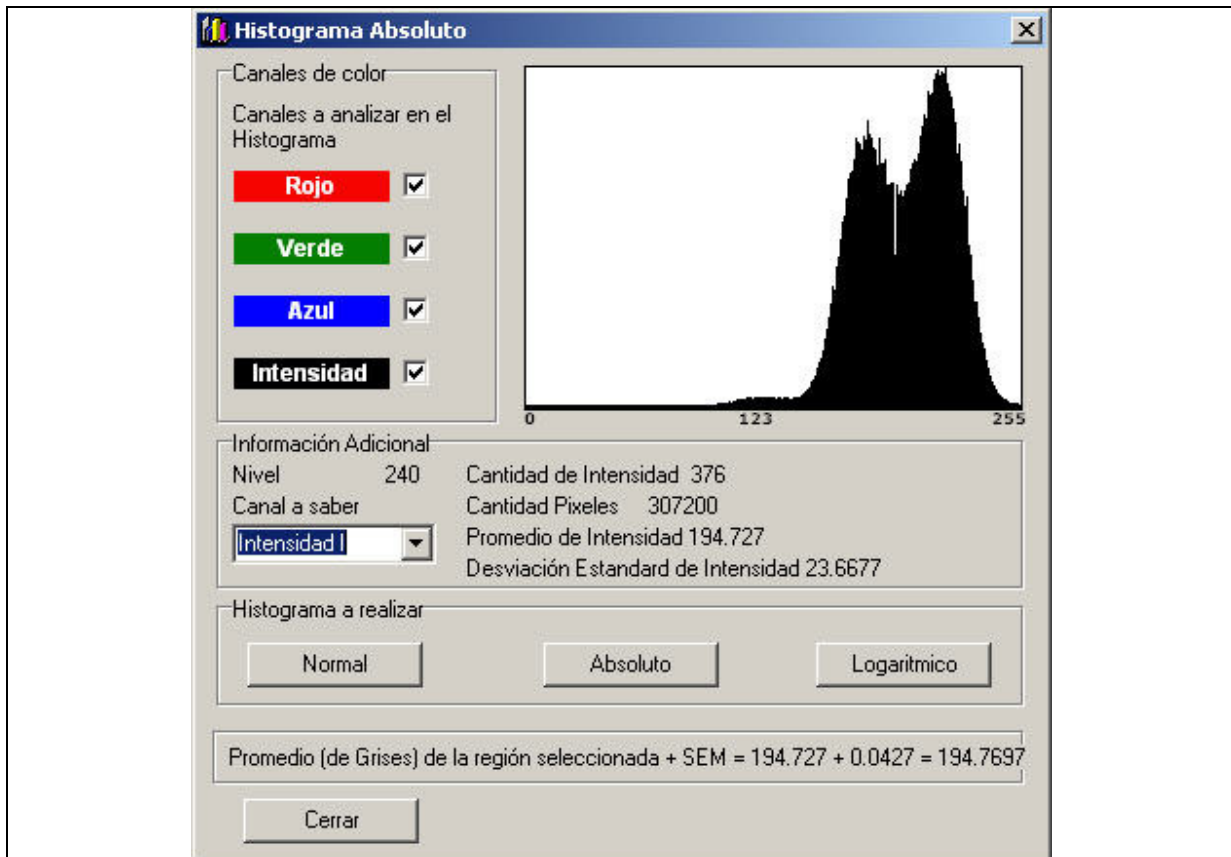 Histograma Absoluto
Canales de color
Canales a analizar en el
Histograma
Rojo
Verde
Azul
Intensidad
0 123 255
Información Adicional
Nivel 240
Canal a saber
Intensidad I
Cantidad de Intensidad 376
Cantidad Pixeles 307200
Promedio de Intensidad 194.727
Desviación Estandard de Intensidad 23.6677
Histograma a realizar
Normal
Absoluto
Logaritmico
Promedio (de Grises) de la región seleccionada + SEM = 194.727 + 0.0427 = 194.7697
Cerrar